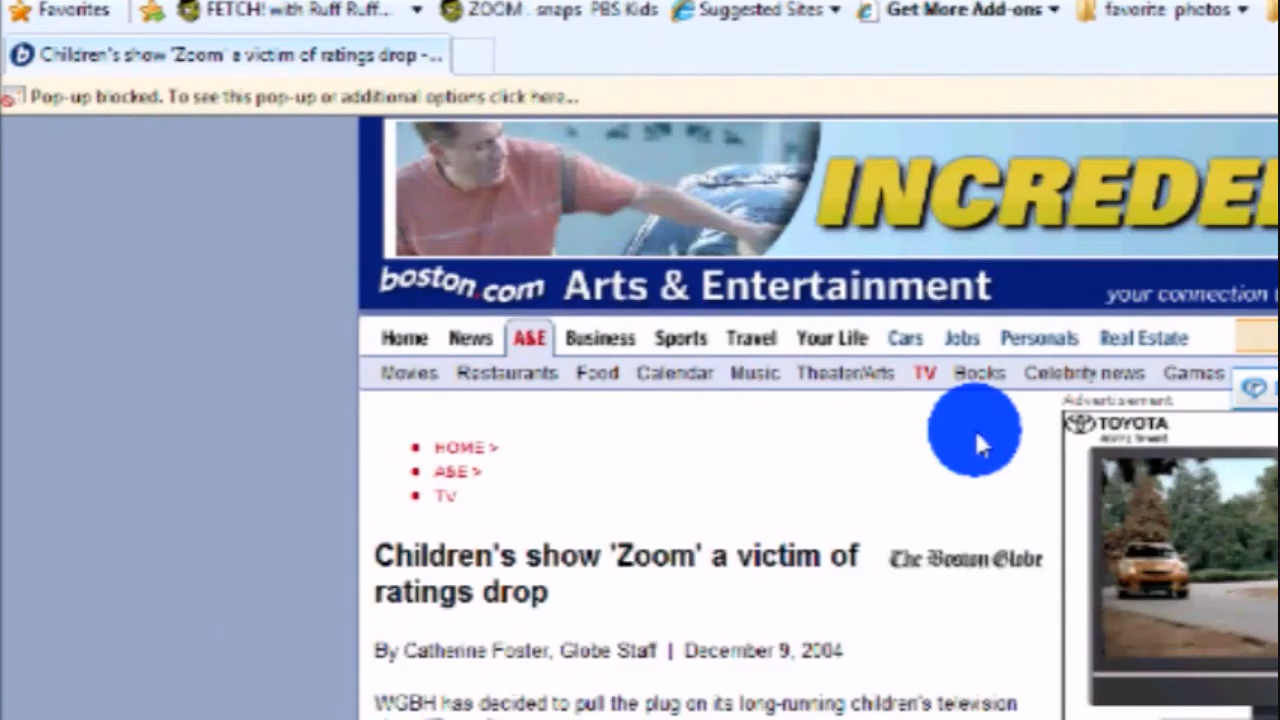 Favorites FETCH! with Ruff Ruff... ZOOM . snaps PBS Kids Suggested Sites Get More Add-ons favorite photos
Children's show 'Zoom' a victim of ratings drop -...
Pop-up blocked. To see this pop-up or additional options click here...
INCREDE
boston.com Arts & Entertainment your connection
Home News A&E Business Sports Travel Your Life Cars Jobs Personals Real Estate
Movies Restaurants Food Calendar Music Theater/Arts TV Books Celebrity news Games
Advertisement
TOYOTA
moving forward
HOME >
A&E >
TV
Children's show 'Zoom' a victim of
ratings drop
The Boston Globe
By Catherine Foster, Globe Staff | December 9, 2004
WGBH has decided to pull the plug on its long-running children's television